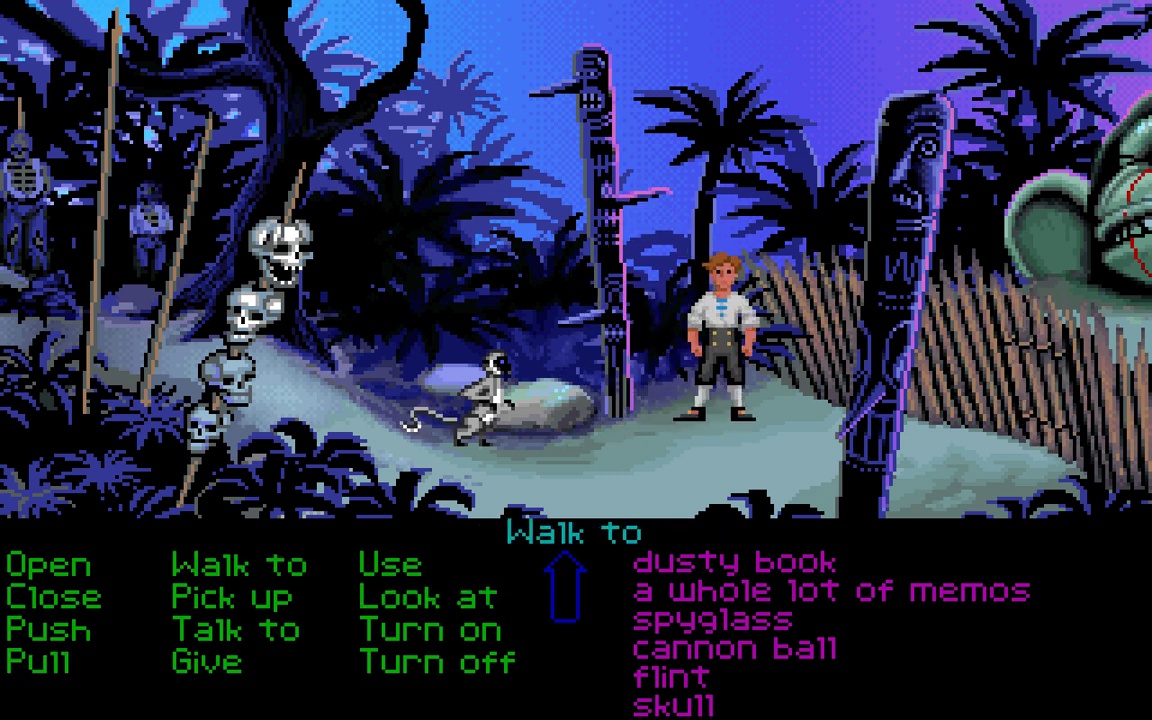 Walk to
Open Walk to Use
Close Pick up Look at
Push Talk to Turn on
Pull Give Turn off
dusty book
a whole lot of memos
spyglass
cannon ball
flint
skull